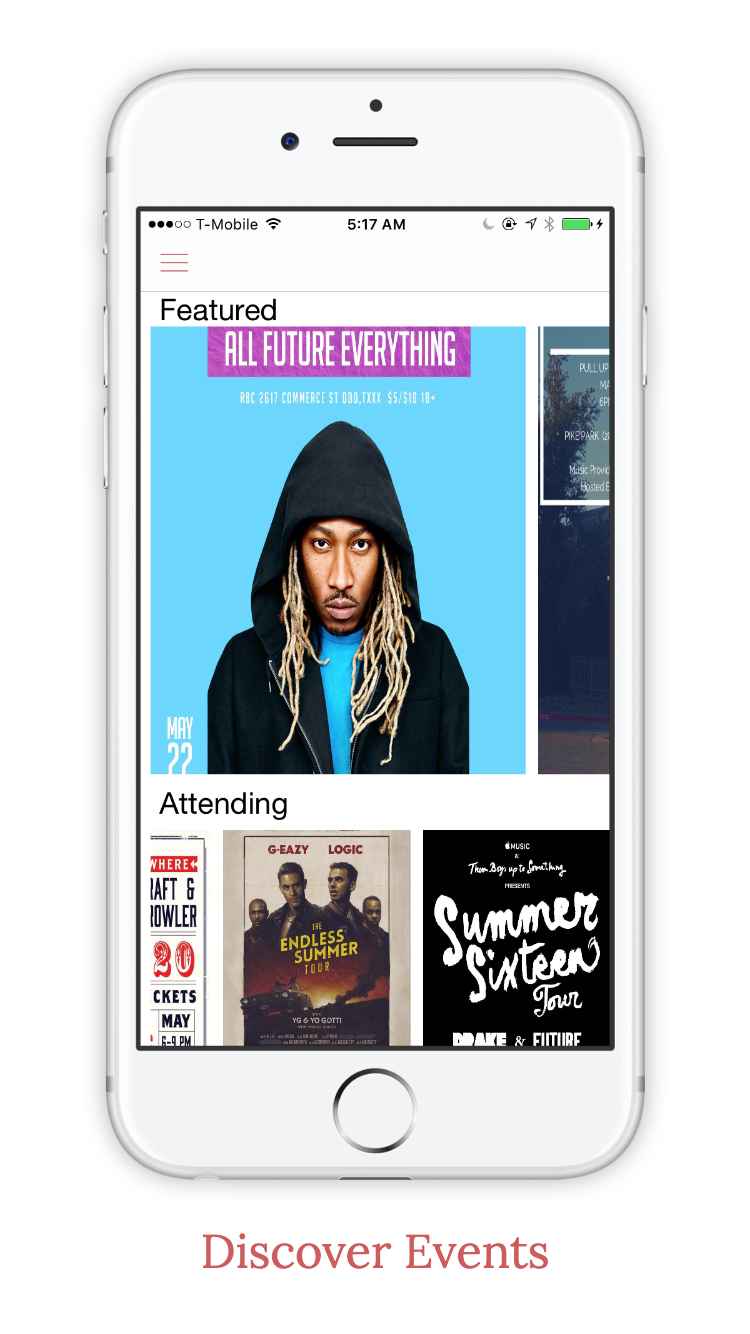 T-Mobile
5:17 AM
Featured
ALL FUTURE EVERYTHING
RBC 2617 COMMERCE ST DDD,TXXX $5/$10 18+
MAY
22
PULL UP
MA
6P
PIKE PARK (2
Music Provid
Hosted
Attending
WHERE
RAFT &
ROWLER
20
CKETS
MAY
6-9 PM
G-EAZY LOGIC
THE
ENDLESS
SUMMER
TOUR
YG & YO GOTTI
MUSIC
&
Them Boys up to Something
PRESENTS
Summer
Sixteen
Tour
DRAKE & FUTURE
Discover Events